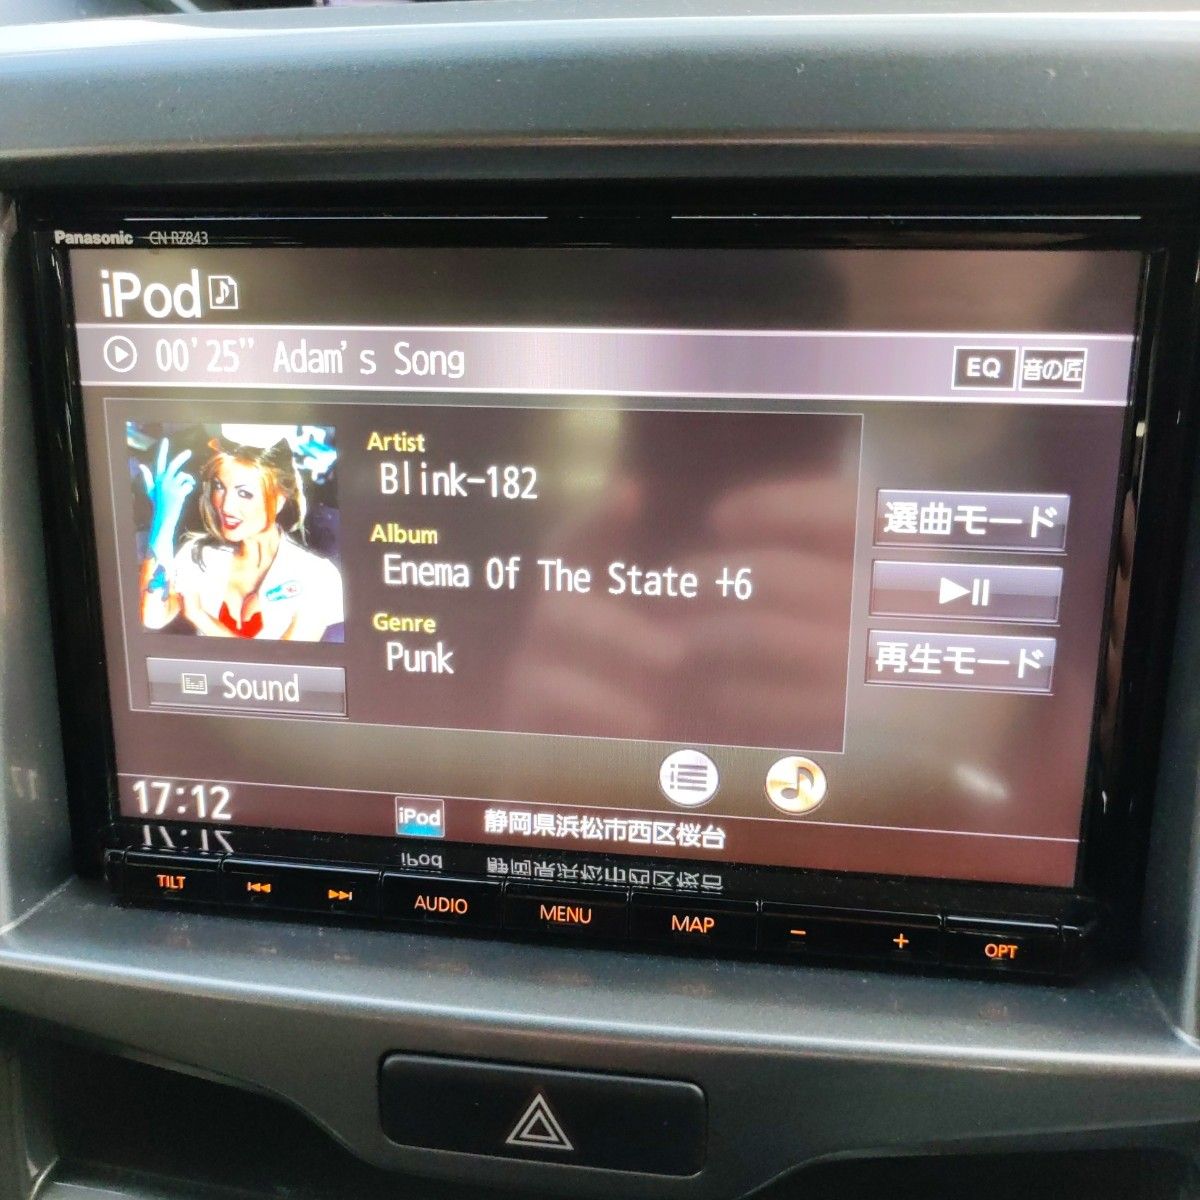 Panasonic CN-RZ843
iPod
00'25" Adam's Song
EQ 音の匠
Artist
Blink-182
Album
Enema Of The State +6
Genre
Punk
Sound
選曲モード
再生モード
17:12
iPod 静岡県浜松市西区桜台
TILT AUDIO MENU MAP - + OPT